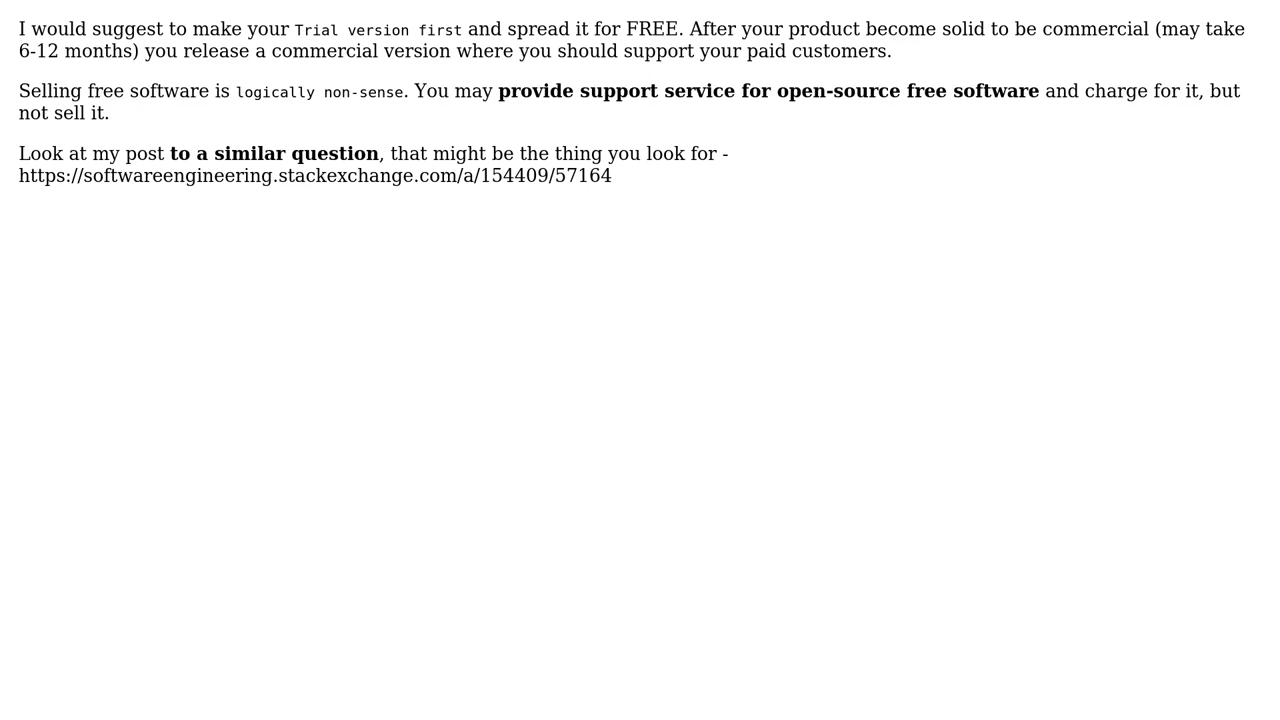 I would suggest to make your Trial version first and spread it for FREE. After your product become solid to be commercial (may take
6-12 months) you release a commercial version where you should support your paid customers.
Selling free software is logically non-sense. You may provide support service for open-source free software and charge for it, but
not sell it.
Look at my post to a similar question, that might be the thing you look for -
https://softwareengineering.stackexchange.com/a/154409/57164